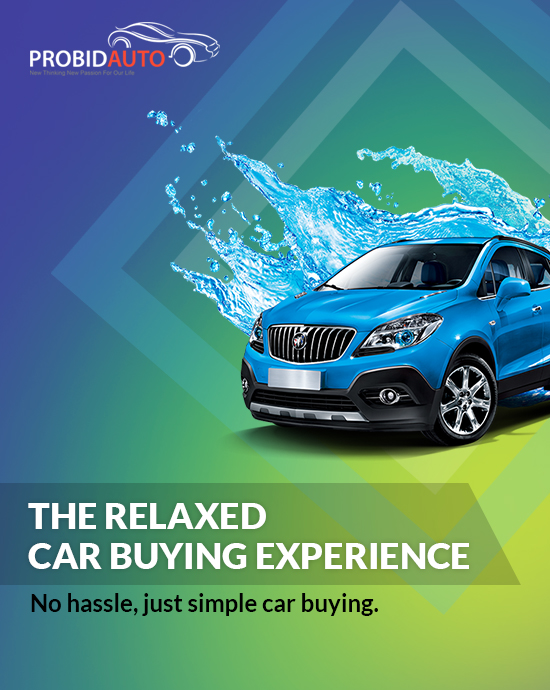 PROBIDAUTO
New Thinking New Passion For Our Life
THE RELAXED
CAR BUYING EXPERIENCE
No hassle, just simple car buying.